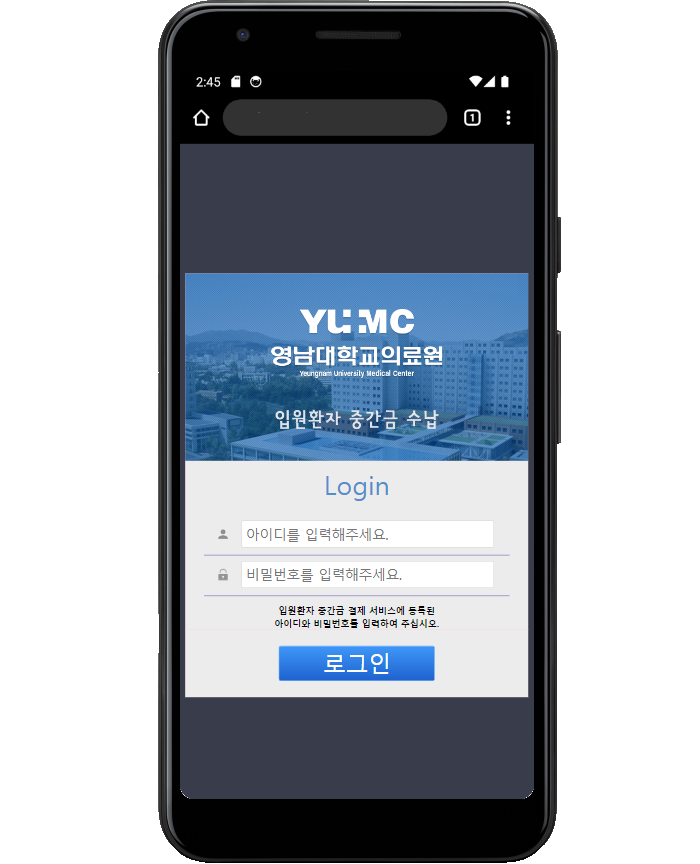 2:45
1
YUMC
영남대학교의료원
Yeungnam University Medical Center
입원환자 중간금 수납
Login
아이디를 입력해주세요.
비밀번호를 입력해주세요.
입원환자 중간금 결제 서비스에 등록된
아이디와 비밀번호를 입력하여 주십시오.
로그인